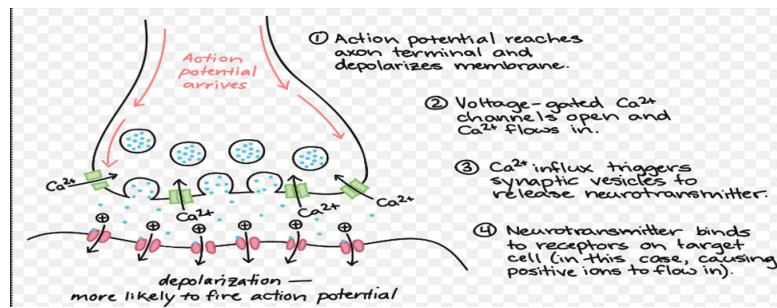 Action
potential
arrives
① Action potential reaches
axon terminal and
depolarizes membrane.
② Voltage-gated Ca²⁺
channels open and
Ca²⁺ flows in.
③ Ca²⁺ influx triggers
synaptic vesicles to
release neurotransmitter.
④ Neurotransmitter binds
to receptors on target
cell (in this case, causing
positive ions to flow in).
Ca²⁺
Ca²⁺
Ca²⁺
Ca²⁺
+ + + + + +
depolarization —
more likely to fire action potential